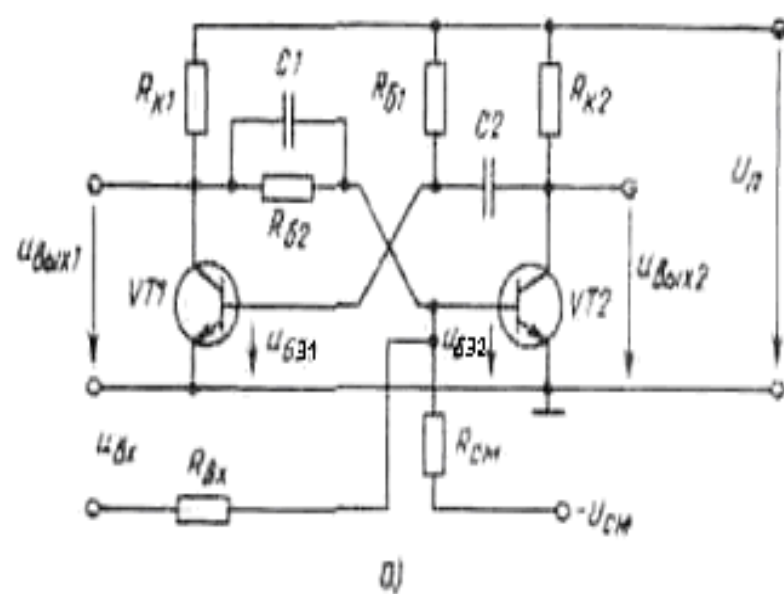 C1
Rк1
Rб1
C2
Rк2
Rб2
Uп
uвых1
VT1
uбэ1
uбэ2
VT2
uвых2
uвх
Rвх
Rсм
-Uсм